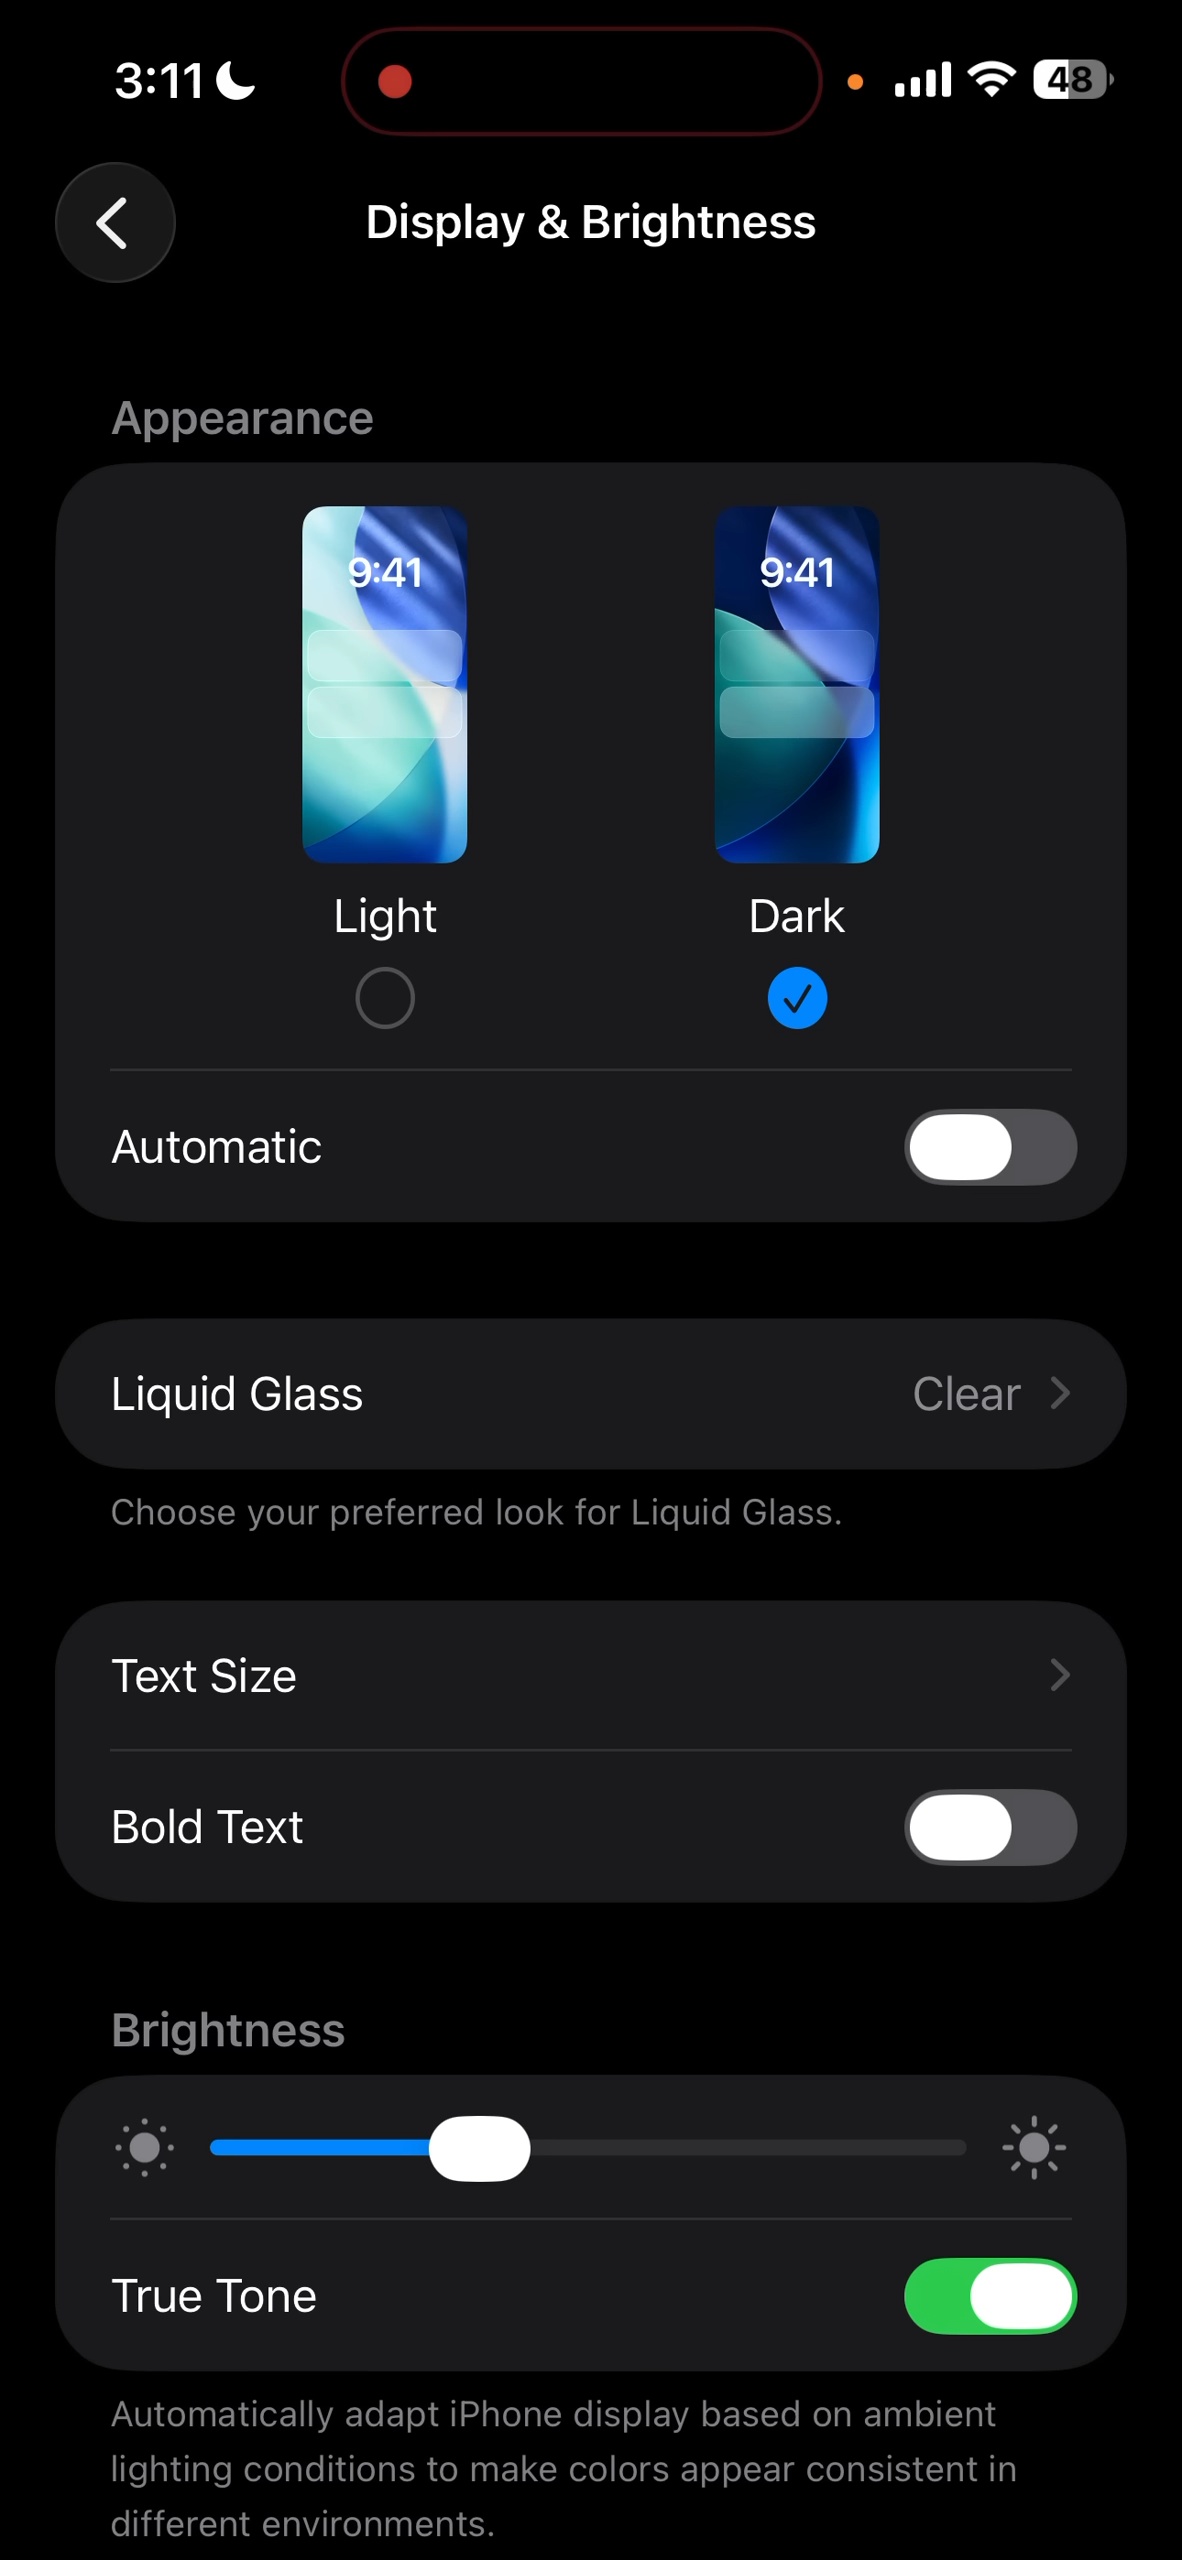 3:11
48
Display & Brightness
Appearance
9:41
9:41
Light
Dark
Automatic
Liquid Glass
Clear
Choose your preferred look for Liquid Glass.
Text Size
Bold Text
Brightness
True Tone
Automatically adapt iPhone display based on ambient
lighting conditions to make colors appear consistent in
different environments.